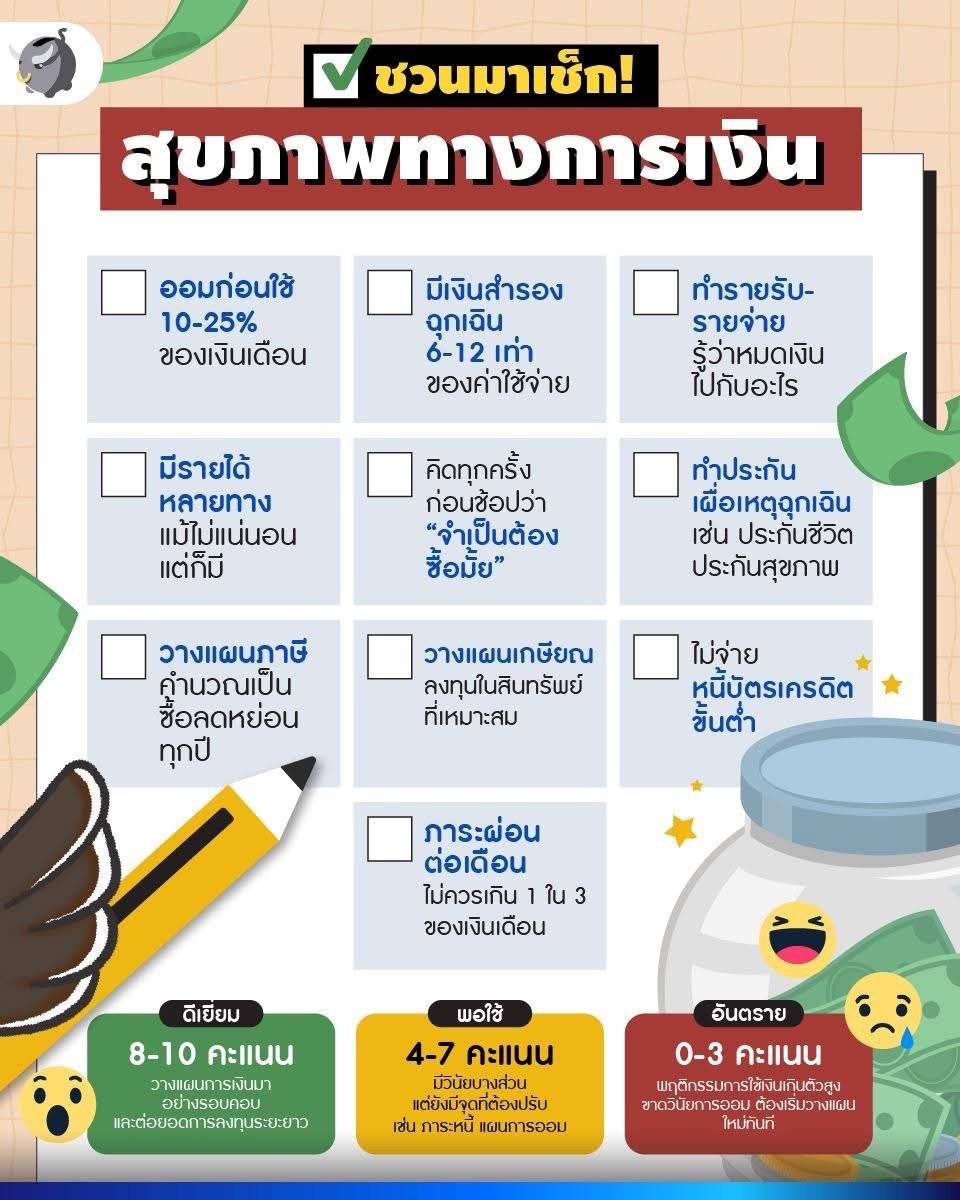 ชวนมาเช็ก!
สุขภาพทางการเงิน
ออมก่อนใช้
10-25%
ของเงินเดือน
มีเงินสำรอง
ฉุกเฉิน
6-12 เท่า
ของค่าใช้จ่าย
ทำรายรับ-
รายจ่าย
รู้ว่าหมดเงิน
ไปกับอะไร
มีรายได้
หลายทาง
แม้ไม่แน่นอน
แต่ก็มี
คิดทุกครั้ง
ก่อนช้อปว่า
“จำเป็นต้อง
ซื้อมั้ย”
ทำประกัน
เผื่อเหตุฉุกเฉิน
เช่น ประกันชีวิต
ประกันสุขภาพ
วางแผนภาษี
คำนวณเป็น
ซื้อลดหย่อน
ทุกปี
วางแผนเกษียณ
ลงทุนในสินทรัพย์
ที่เหมาะสม
ไม่จ่าย
หนี้บัตรเครดิต
ขั้นต่ำ
ภาระผ่อน
ต่อเดือน
ไม่ควรเกิน 1 ใน 3
ของเงินเดือน
ดีเยี่ยม
8-10 คะแนน
วางแผนการเงินมา
อย่างรอบคอบ
และต่อยอดการลงทุนระยะยาว
พอใช้
4-7 คะแนน
มีวินัยบางส่วน
แต่ยังมีจุดที่ต้องปรับ
เช่น ภาระหนี้ แผนการออม
อันตราย
0-3 คะแนน
พฤติกรรมการใช้เงินเกินตัวสูง
ขาดวินัยการออม ต้องเริ่มวางแผน
ใหม่ทันที